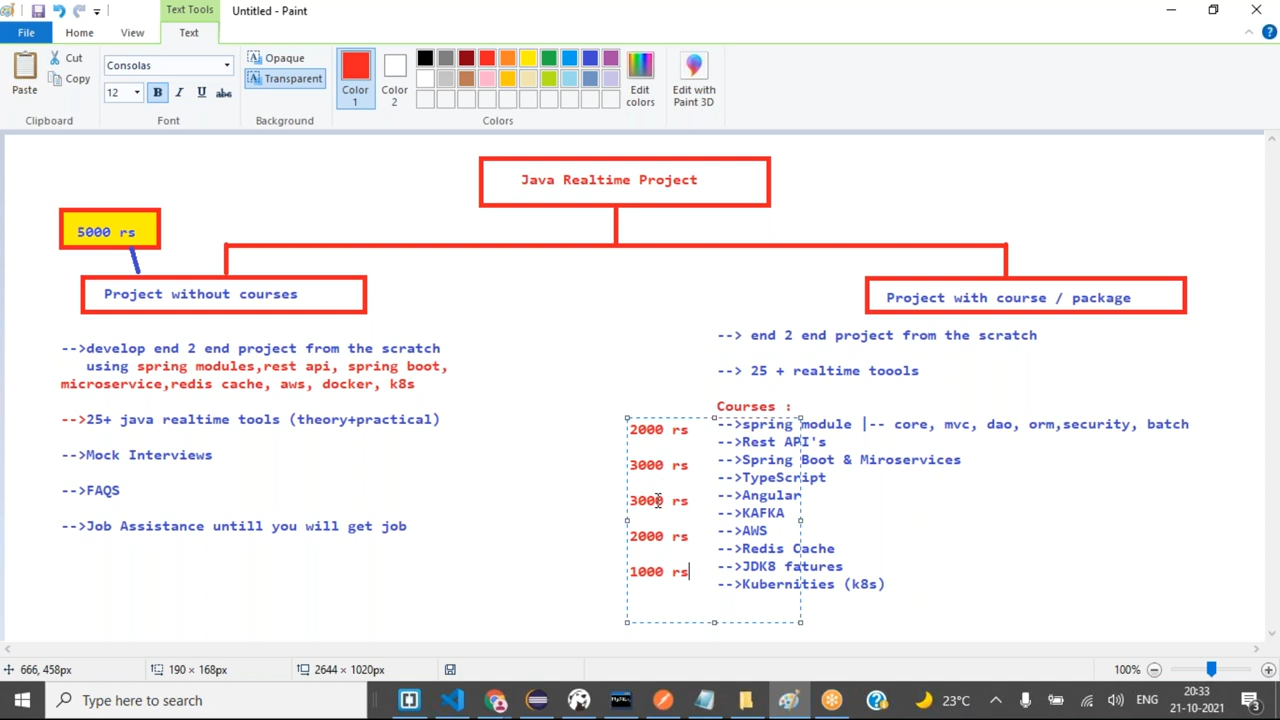 Text Tools
Untitled - Paint
File
Home
View
Text
Paste
Cut
Copy
Clipboard
Consolas
12
B
I
U
abc
Font
Opaque
Transparent
Background
Color 1
Color 2
Edit colors
Colors
Edit with Paint 3D
Java Realtime Project
5000 rs
Project without courses
-->develop end 2 end project from the scratch
using spring modules,rest api, spring boot,
microservice,redis cache, aws, docker, k8s
-->25+ java realtime tools (theory+practical)
-->Mock Interviews
-->FAQS
-->Job Assistance untill you will get job
Project with course / package
--> end 2 end project from the scratch
--> 25 + realtime toools
Courses :
-->spring module |-- core, mvc, dao, orm,security, batch
-->Rest API's
-->Spring Boot & Miroservices
-->TypeScript
-->Angular
-->KAFKA
-->AWS
-->Redis Cache
-->JDK8 fatures
-->Kubernities (k8s)
2000 rs
3000 rs
3000 rs
2000 rs
1000 rs
666, 458px
190 × 168px
2644 × 1020px
100%
Type here to search
23°C
ENG
20:33
21-10-2021
3